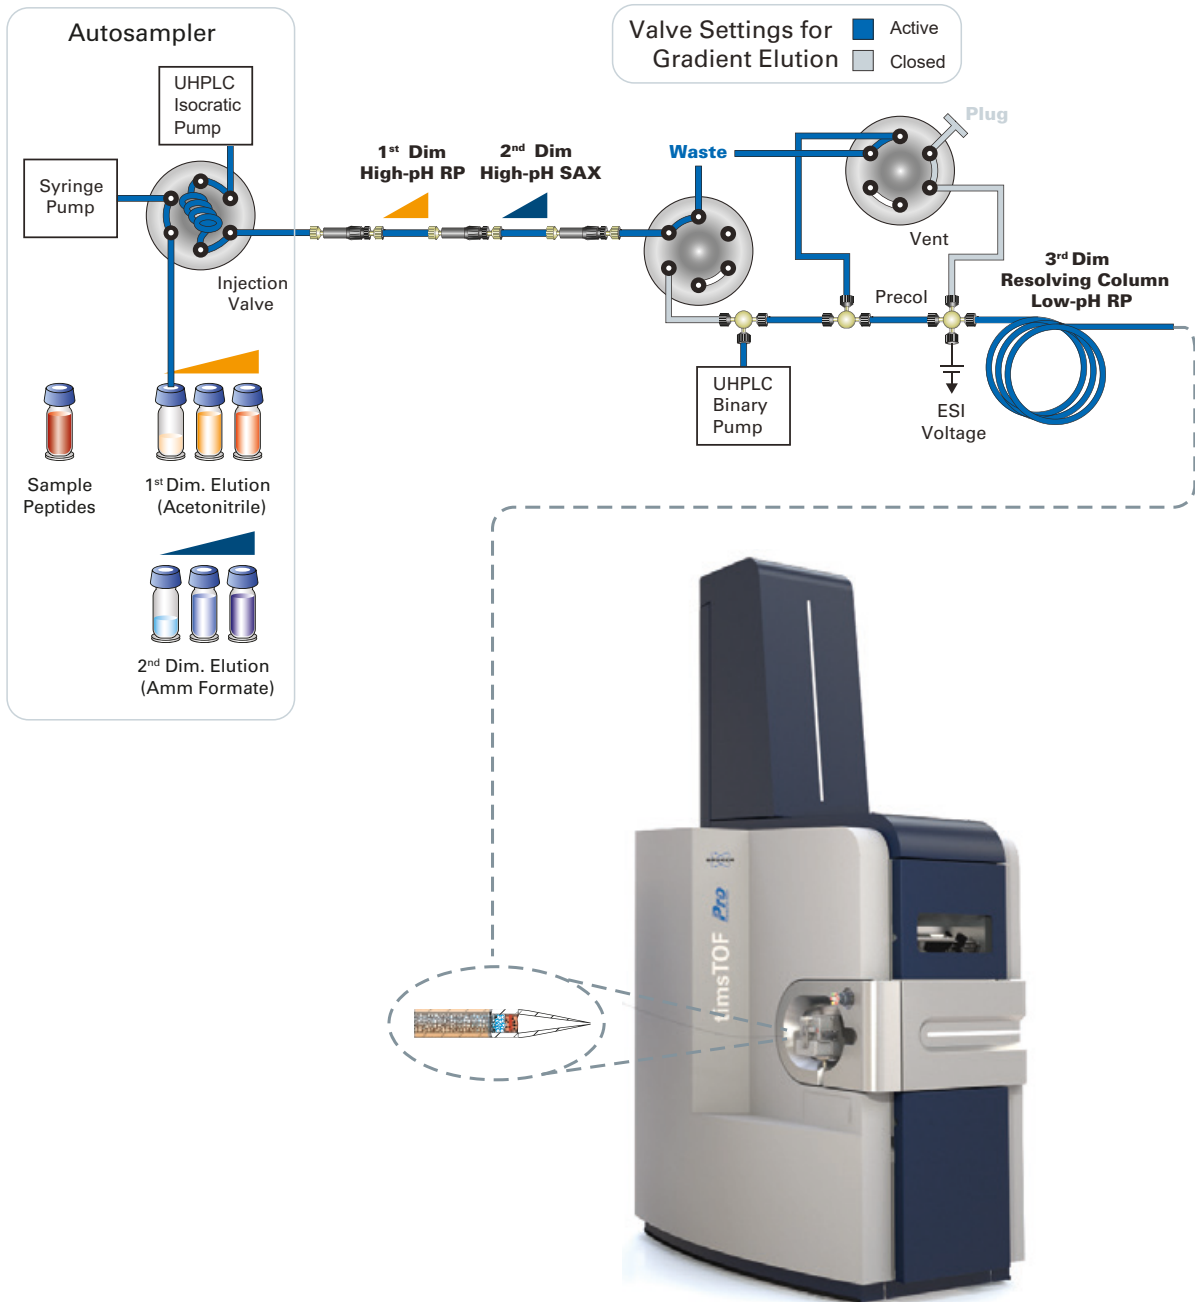 Autosampler
UHPLC
Isocratic
Pump
Syringe
Pump
Injection
Valve
Sample
Peptides
1st Dim. Elution
(Acetonitrile)
2nd Dim. Elution
(Amm Formate)
1st Dim
High-pH RP
2nd Dim
High-pH SAX
Valve Settings for
Gradient Elution
Active
Closed
Waste
Plug
Vent
Precol
3rd Dim
Resolving Column
Low-pH RP
UHPLC
Binary
Pump
ESI
Voltage
BRUKER
timsTOF Pro